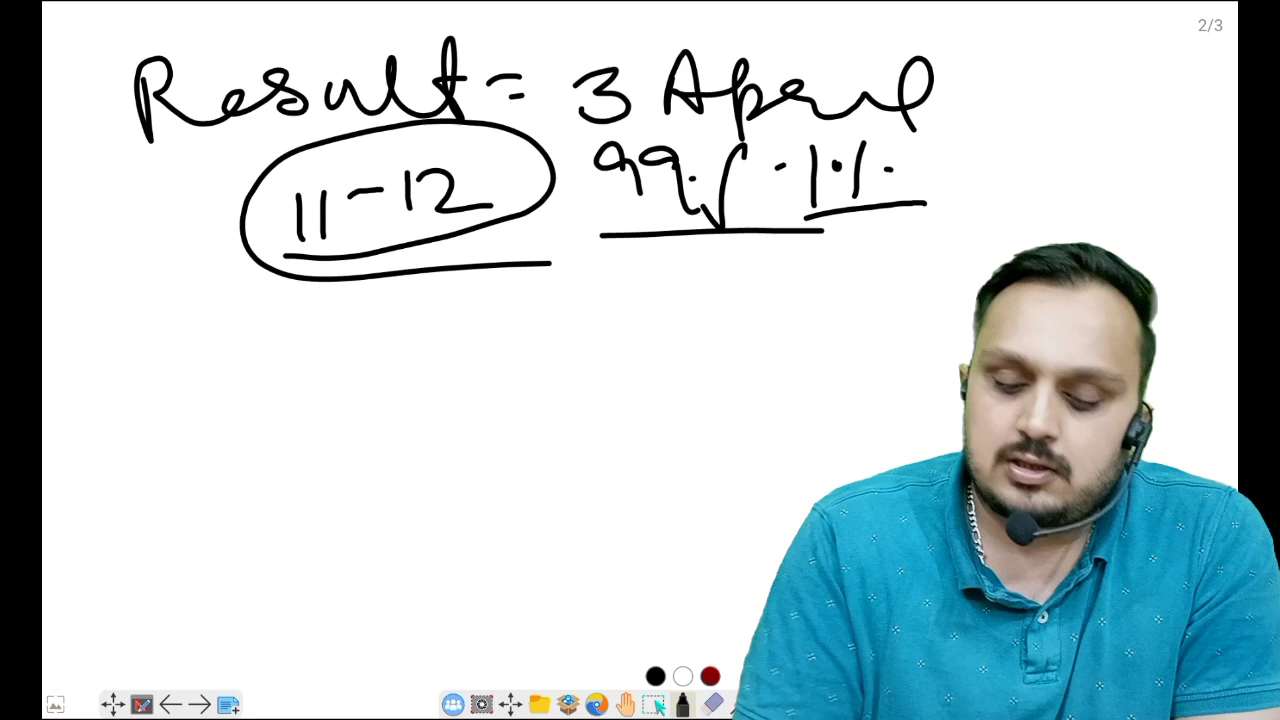 2/3
Result = 3 April
11-12 99.% .1%